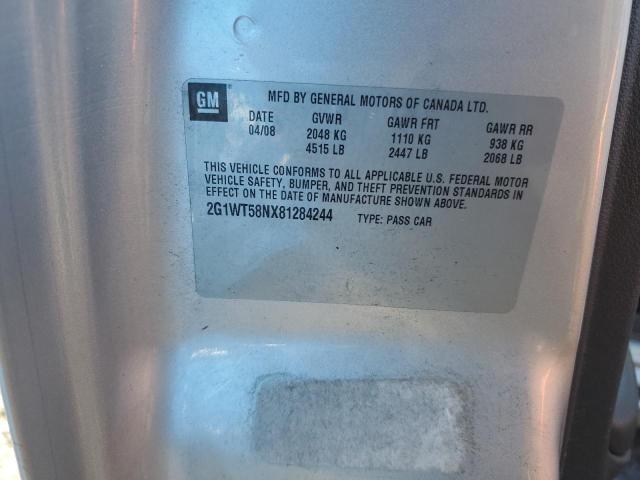 GM MFD BY GENERAL MOTORS OF CANADA LTD.
DATE GVWR GAWR FRT GAWR RR
04/08 2048 KG 1110 KG 938 KG
4515 LB 2447 LB 2068 LB
THIS VEHICLE CONFORMS TO ALL APPLICABLE U.S. FEDERAL MOTOR
VEHICLE SAFETY, BUMPER, AND THEFT PREVENTION STANDARDS IN
EFFECT ON THE DATE OF MANUFACTURE SHOWN ABOVE.
2G1WT58NX81284244 TYPE: PASS CAR